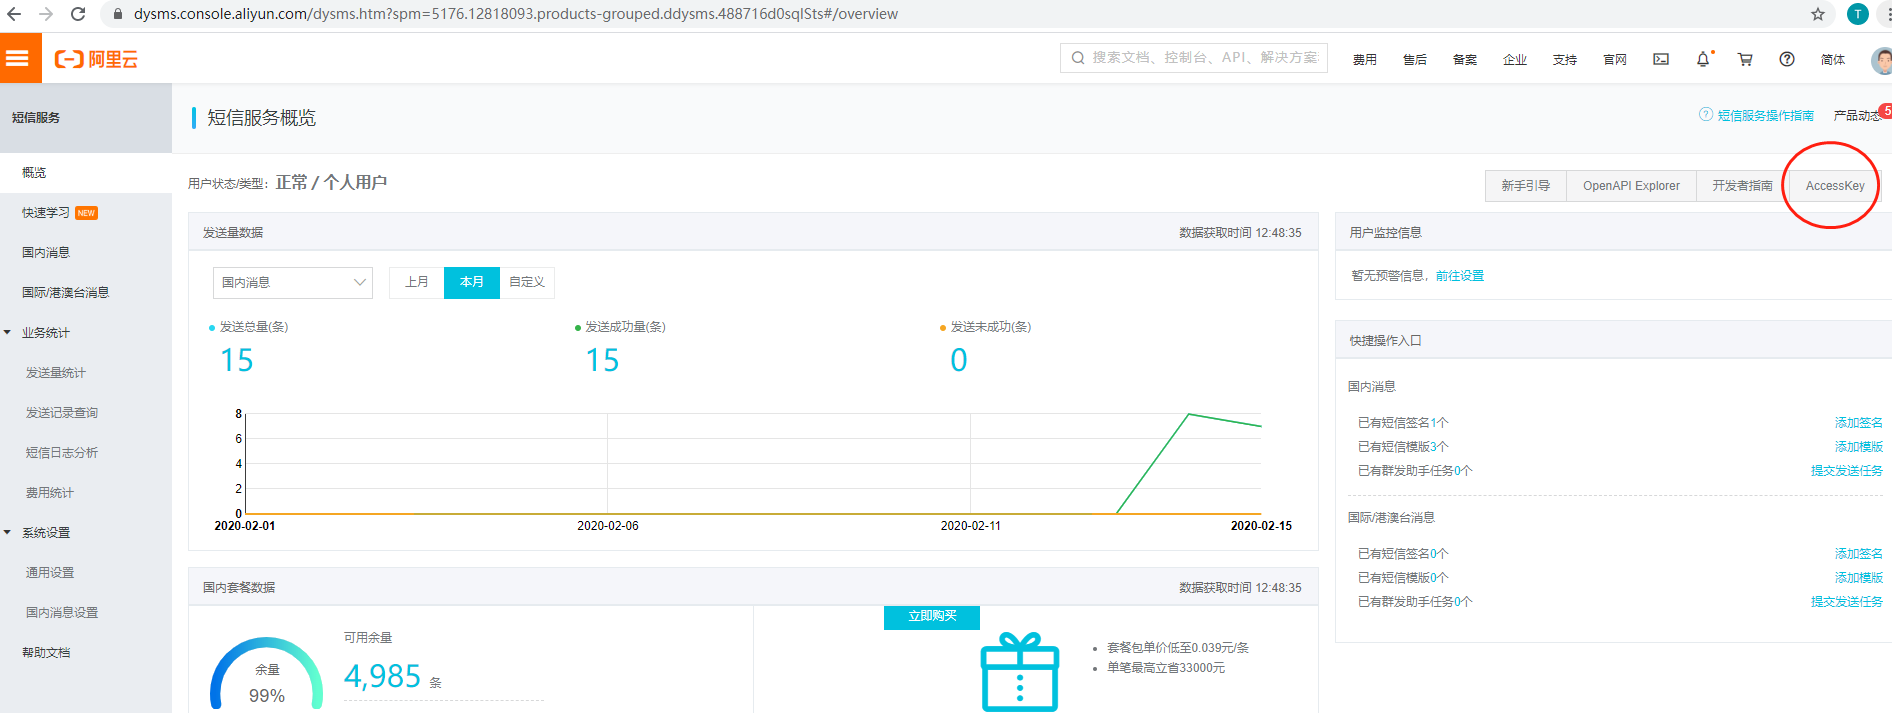 dysms.console.aliyun.com/dysms.htm?spm=5176.12818093.products-grouped.ddysms.488716d0sqlSts#/overview
T
阿里云
搜索文档、控制台、API、解决方案
费用
售后
备案
企业
支持
官网
简体
短信服务
短信服务概览
短信服务操作指南
产品动态
5
概览
用户状态/类型：正常 / 个人用户
新手引导
OpenAPI Explorer
开发者指南
AccessKey
快速学习 NEW
国内消息
国际/港澳台消息
业务统计
发送量统计
发送记录查询
短信日志分析
费用统计
系统设置
通用设置
国内消息设置
帮助文档
发送量数据
数据获取时间 12:48:35
国内消息
上月
本月
自定义
发送总量(条)
15
发送成功量(条)
15
发送未成功(条)
0
8
6
4
2
0
2020-02-01
2020-02-06
2020-02-11
2020-02-15
国内套餐数据
数据获取时间 12:48:35
余量
99%
可用余量
4,985 条
立即购买
套餐包单价低至0.039元/条
单笔最高立省33000元
用户监控信息
暂无预警信息，前往设置
快捷操作入口
国内消息
已有短信签名1个
添加签名
已有短信模版3个
添加模版
已有群发助手任务0个
提交发送任务
国际/港澳台消息
已有短信签名0个
添加签名
已有短信模版0个
添加模版
已有群发助手任务0个
提交发送任务